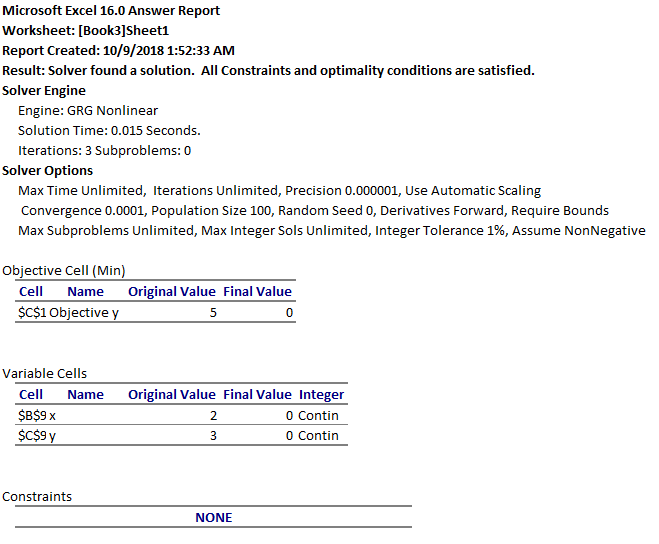 Microsoft Excel 16.0 Answer Report
Worksheet: [Book3]Sheet1
Report Created: 10/9/2018 1:52:33 AM
Result: Solver found a solution.  All Constraints and optimality conditions are satisfied.
Solver Engine
Engine: GRG Nonlinear
Solution Time: 0.015 Seconds.
Iterations: 3 Subproblems: 0
Solver Options
Max Time Unlimited,  Iterations Unlimited, Precision 0.000001, Use Automatic Scaling
Convergence 0.0001, Population Size 100, Random Seed 0, Derivatives Forward, Require Bounds
Max Subproblems Unlimited, Max Integer Sols Unlimited, Integer Tolerance 1%, Assume NonNegative
Objective Cell (Min)
Cell Name Original Value Final Value
$C$1 Objective y 5 0
Variable Cells
Cell Name Original Value Final Value Integer
$B$9 x 2 0 Contin
$C$9 y 3 0 Contin
Constraints
NONE